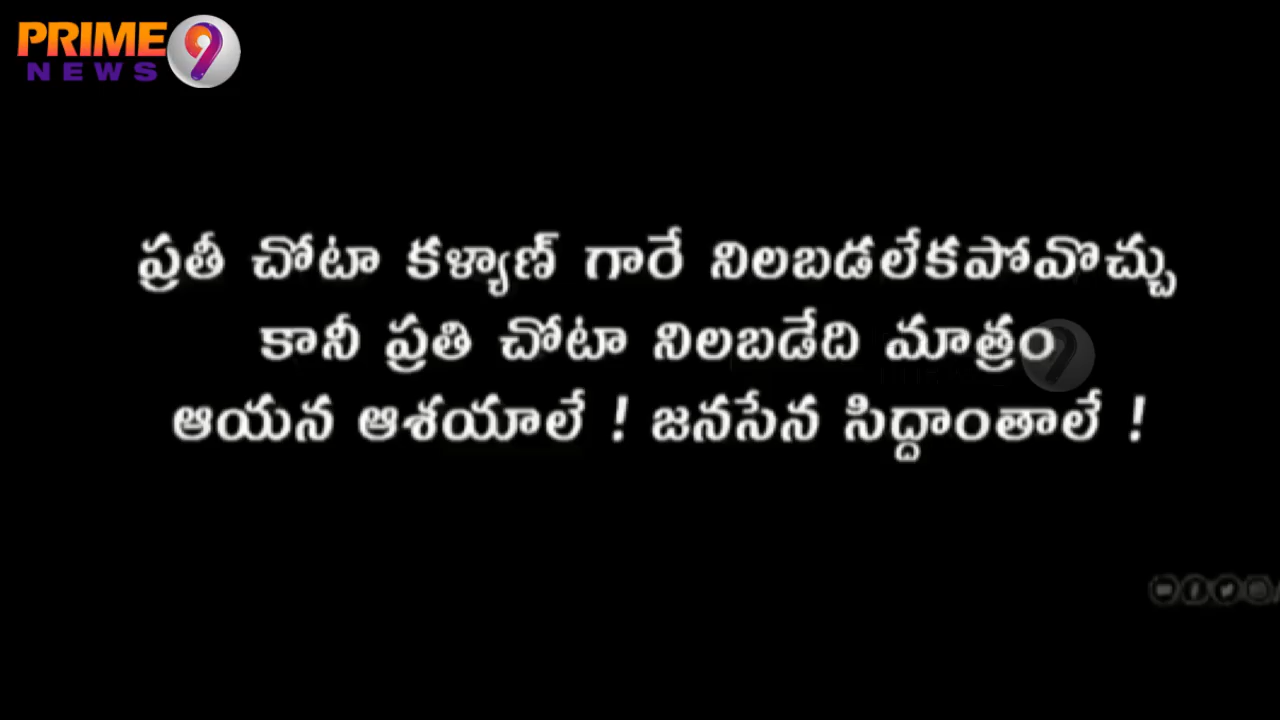 PRIME 9
NEWS
ప్రతీ చోటా కళ్యాణ్ గారే నిలబడలేకపోవొచ్చు
కానీ ప్రతి చోటా నిలబడేది మాత్రం
ఆయన ఆశయాలే ! జనసేన సిద్దాంతాలే !